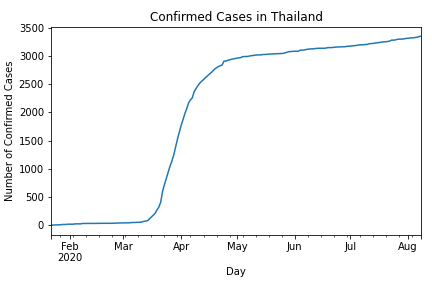 Confirmed Cases in Thailand
Number of Confirmed Cases
3500
3000
2500
2000
1500
1000
500
0
Feb Mar Apr May Jun Jul Aug
2020
Day